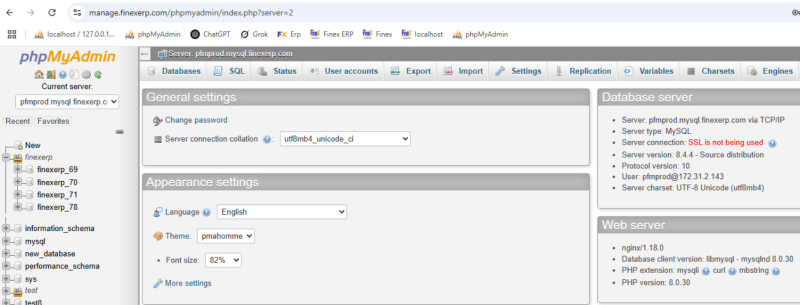 manage.finexerp.com/phpmyadmin/index.php?server=2
localhost / 127.0.0.1... phpMyAdmin ChatGPT Grok Erp Finex ERP Finex localhost phpMyAdmin
phpMyAdmin
Current server:
pfmprod.mysql.finexerp.c
Recent Favorites
New
finexerp
finexerp_69
finexerp_70
finexerp_71
finexerp_78
information_schema
mysql
new_database
performance_schema
sys
test
test8
Server: pfmprod.mysql.finexerp.com
Databases SQL Status User accounts Export Import Settings Replication Variables Charsets Engines
General settings
Change password
Server connection collation : utf8mb4_unicode_ci
Appearance settings
Language English
Theme: pmahomme
• Font size: 82%
More settings
Database server
• Server: pfmprod.mysql.finexerp.com via TCP/IP
• Server type: MySQL
• Server connection: SSL is not being used
• Server version: 8.4.4 - Source distribution
• Protocol version: 10
• User: pfmprod@172.31.2.143
• Server charset: UTF-8 Unicode (utf8mb4)
Web server
• nginx/1.18.0
• Database client version: libmysql - mysqlnd 8.0.30
• PHP extension: mysqli curl mbstring
• PHP version: 8.0.30